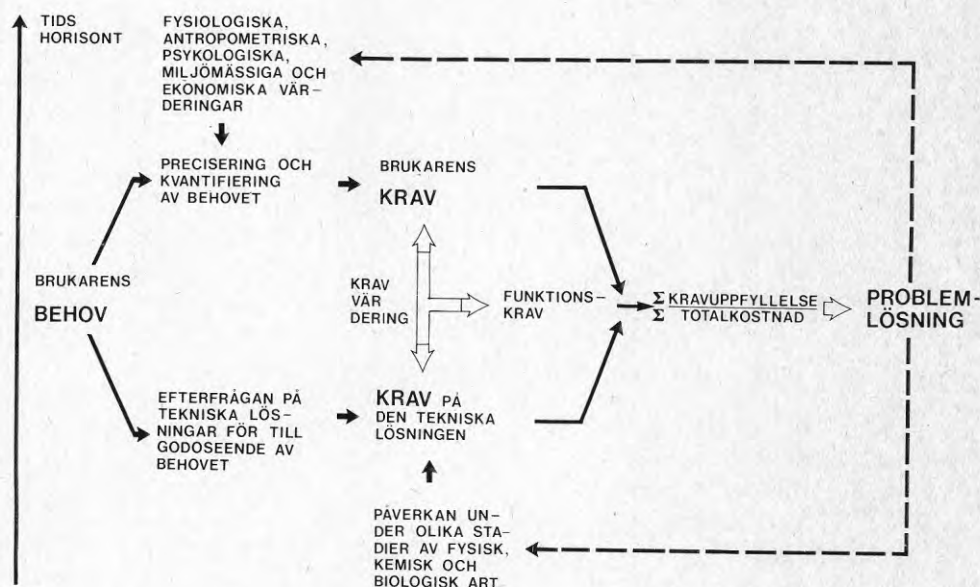 TIDS
HORISONT
FYSIOLOGISKA,
ANTROPOMETRISKA,
PSYKOLOGISKA,
MILJÖMÄSSIGA OCH
EKONOMISKA VÄR-
DERINGAR
PRECISERING OCH
KVANTIFIERING
AV BEHOVET
BRUKARENS
KRAV
BRUKARENS
BEHOV
KRAV
VÄR
DERING
FUNKTIONS-
KRAV
Σ KRAVUPPFYLLELSE
Σ TOTALKOSTNAD
PROBLEM-
LÖSNING
EFTERFRÅGAN PÅ
TEKNISKA LÖS-
NINGAR FÖR TILL
GODOSEENDE AV
BEHOVET
KRAV PÅ
DEN TEKNISKA
LÖSNINGEN
PÅVERKAN UN-
DER OLIKA STA-
DIER AV FYSISK,
KEMISK OCH
BIOLOGISK ART.